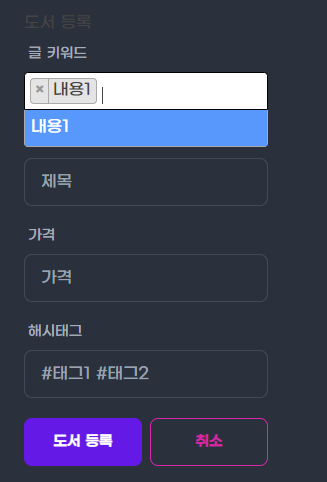 도서 등록
글 키워드
× 내용1
내용1
제목
가격
가격
해시태그
#태그1 #태그2
도서 등록 취소